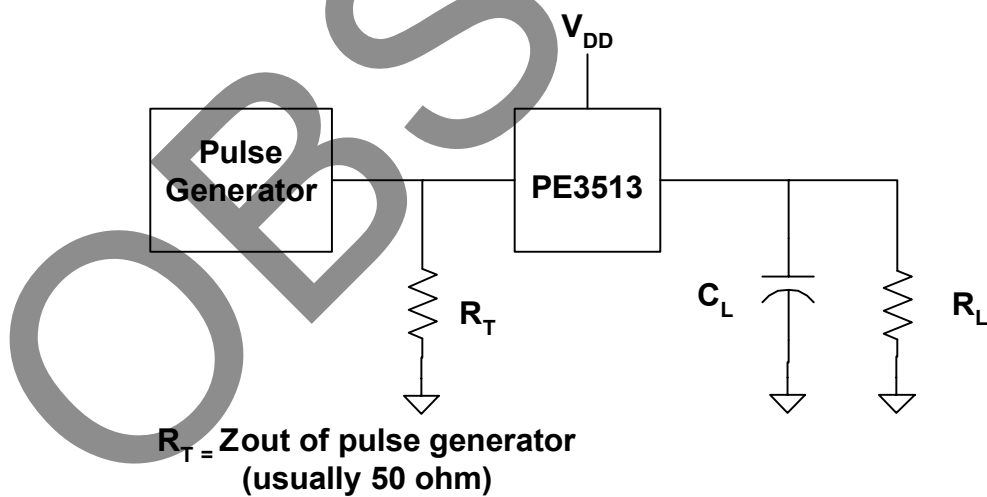 OBS
V_DD
Pulse
Generator
PE3513
R_T
C_L
R_L
R_T = Zout of pulse generator
(usually 50 ohm)